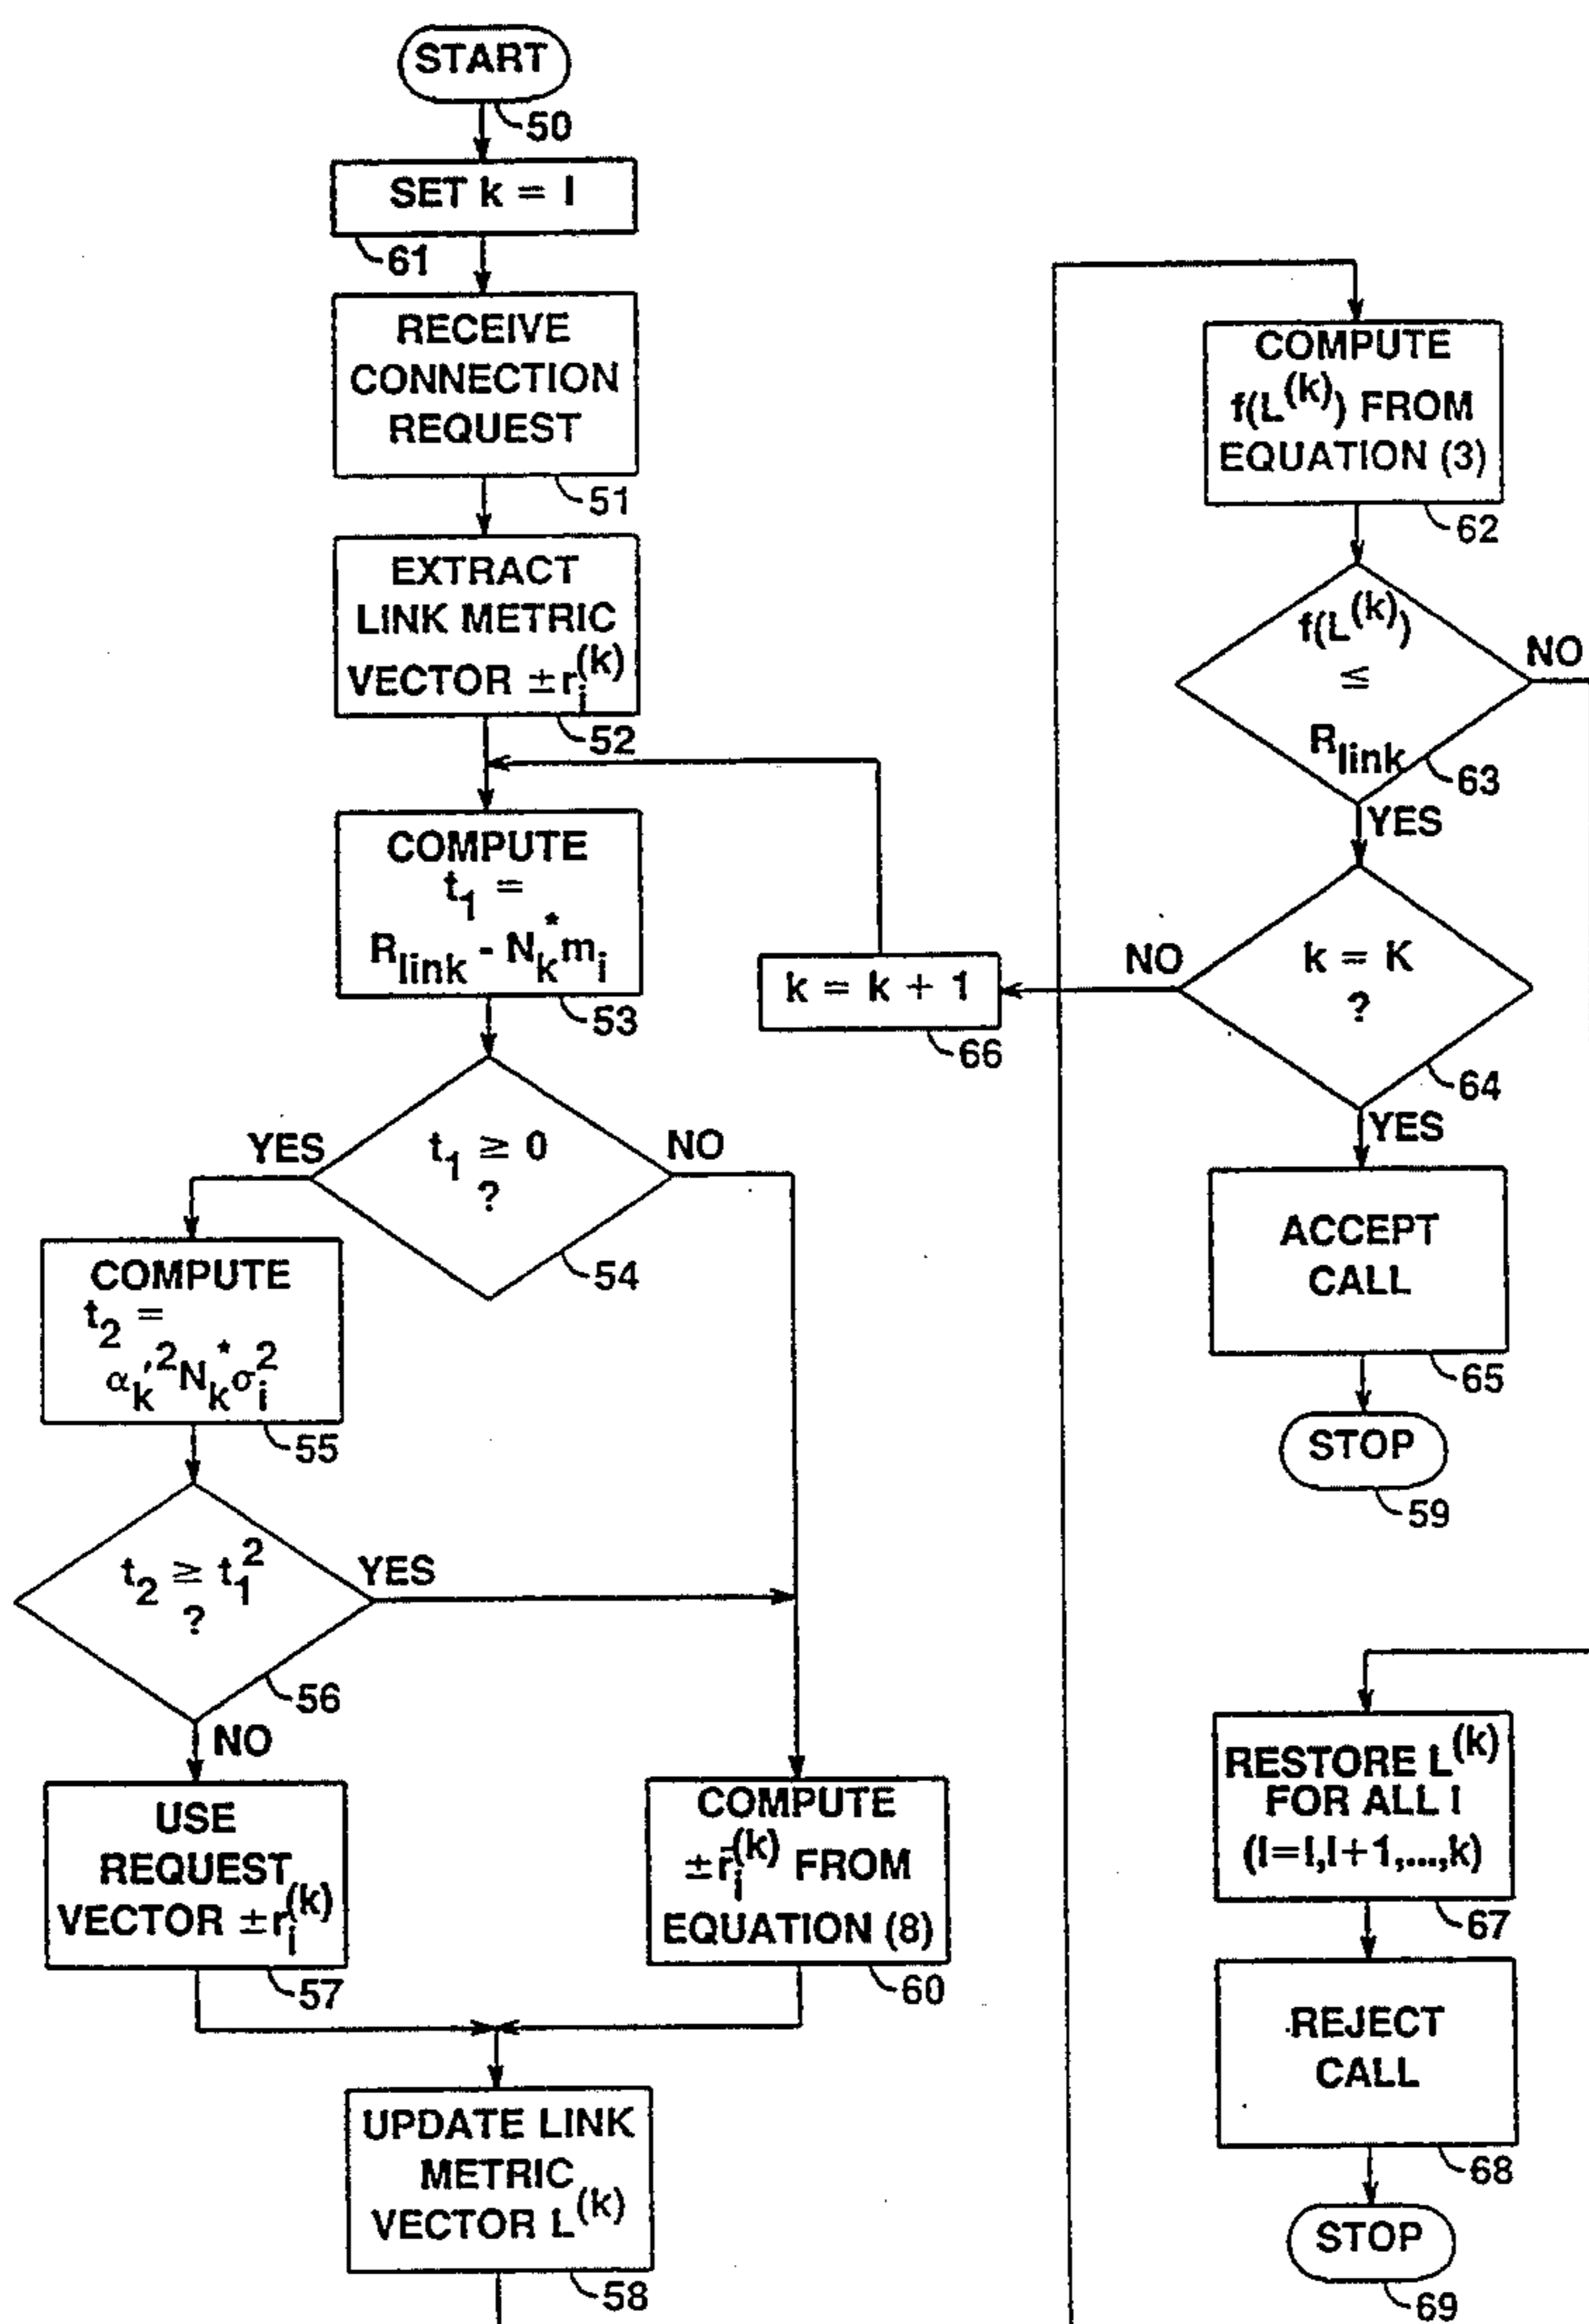 START
50
SET k = I
61
RECEIVE
CONNECTION
REQUEST
51
EXTRACT
LINK METRIC
VECTOR ±r_i^(k)
52
COMPUTE
t_1 =
R_link - N_k^* m_i
53
t_1 ≥ 0
?
YES
NO
54
COMPUTE
t_2 =
α_k'^2 N_k^* σ_i^2
55
t_2 ≥ t_1^2
?
YES
56
NO
USE
REQUEST
VECTOR ±r_i^(k)
57
COMPUTE
±r̄_i^(k) FROM
EQUATION (8)
60
UPDATE LINK
METRIC
VECTOR L^(k)
58
COMPUTE
f(L^(k)) FROM
EQUATION (3)
62
f(L^(k))
≤
R_link
NO
63
YES
k = K
?
NO
64
k = k + 1
66
YES
ACCEPT
CALL
65
STOP
59
RESTORE L^(k)
FOR ALL I
(I=I,I+1,...,k)
67
REJECT
CALL
68
STOP
69